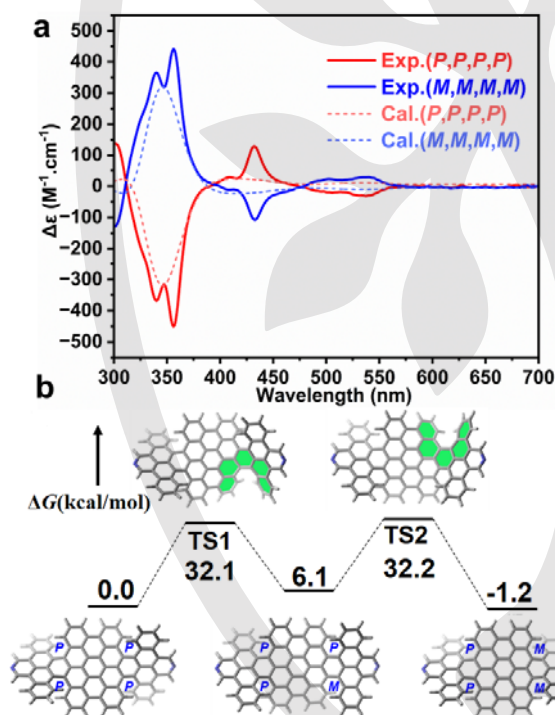 a
Δε (M⁻¹.cm⁻¹)
500
400
300
200
100
0
−100
−200
−300
−400
−500
Exp.(P,P,P,P)
Exp.(M,M,M,M)
Cal.(P,P,P,P)
Cal.(M,M,M,M)
300 350 400 450 500 550 600 650 700
Wavelength (nm)
b
ΔG(kcal/mol)
TS1 TS2
32.1 32.2
0.0 6.1 -1.2
P P P P P M
P P P M P M